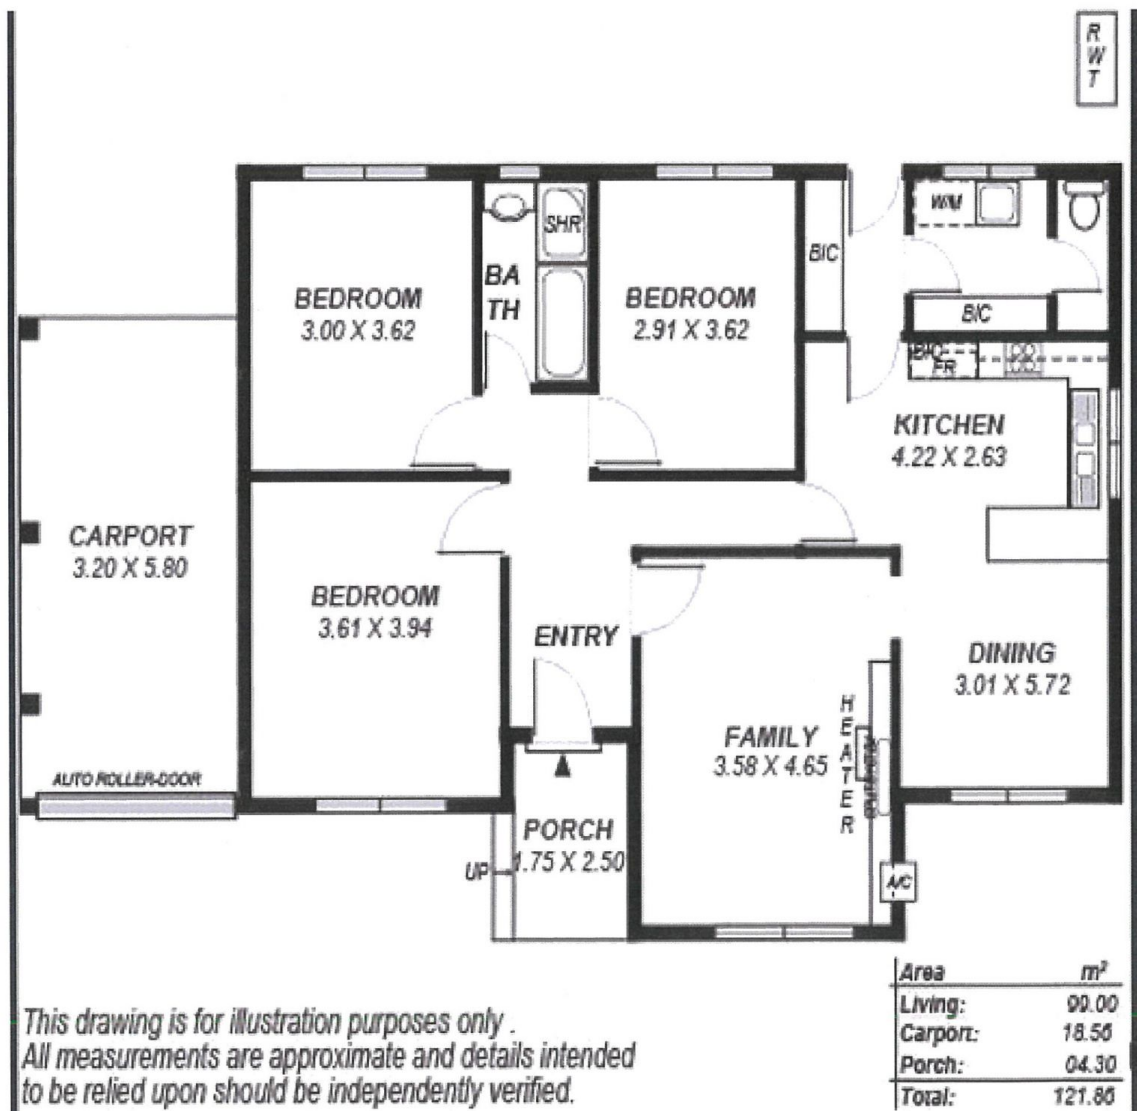 R
W
T
BEDROOM
3.00 X 3.62
BA
TH
SHR
BEDROOM
2.91 X 3.62
B/C
WM
B/C
B/C
FR
KITCHEN
4.22 X 2.63
CARPORT
3.20 X 5.80
BEDROOM
3.61 X 3.94
ENTRY
DINING
3.01 X 5.72
FAMILY
3.58 X 4.65
H
E
A
T
E
R
AUTO ROLLER-DOOR
PORCH
1.75 X 2.50
UP
A/C
Area m²
Living: 99.00
Carport: 18.56
Porch: 04.30
Total: 121.86
This drawing is for illustration purposes only .
All measurements are approximate and details intended
to be relied upon should be independently verified.